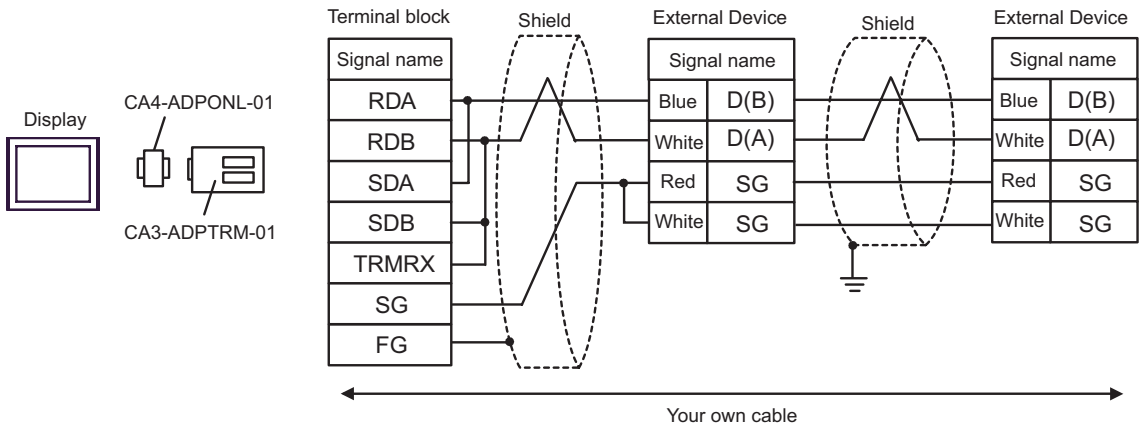 Terminal block
Shield
External Device
Shield
External Device
Signal name
Signal name
Signal name
Display
CA4-ADPONL-01
CA3-ADPTRM-01
RDA
Blue D(B)
Blue D(B)
RDB
White D(A)
White D(A)
SDA
Red SG
Red SG
SDB
White SG
White SG
TRMRX
SG
FG
Your own cable